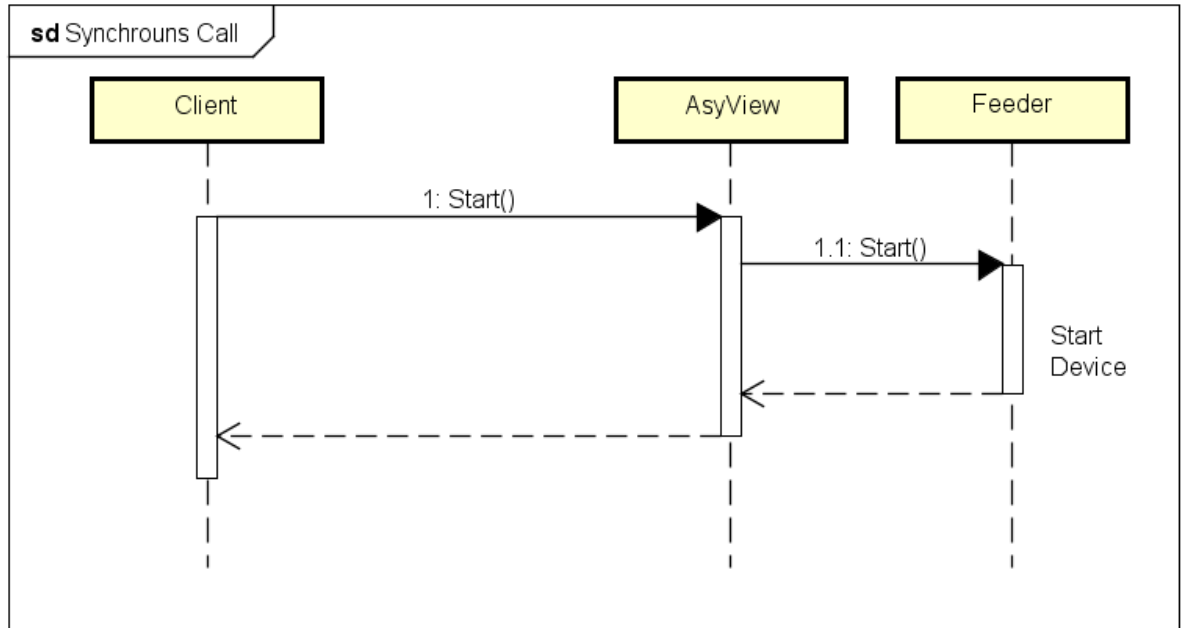 sd Synchrouns Call
Client
AsyView
Feeder
1: Start()
1.1: Start()
Start
Device